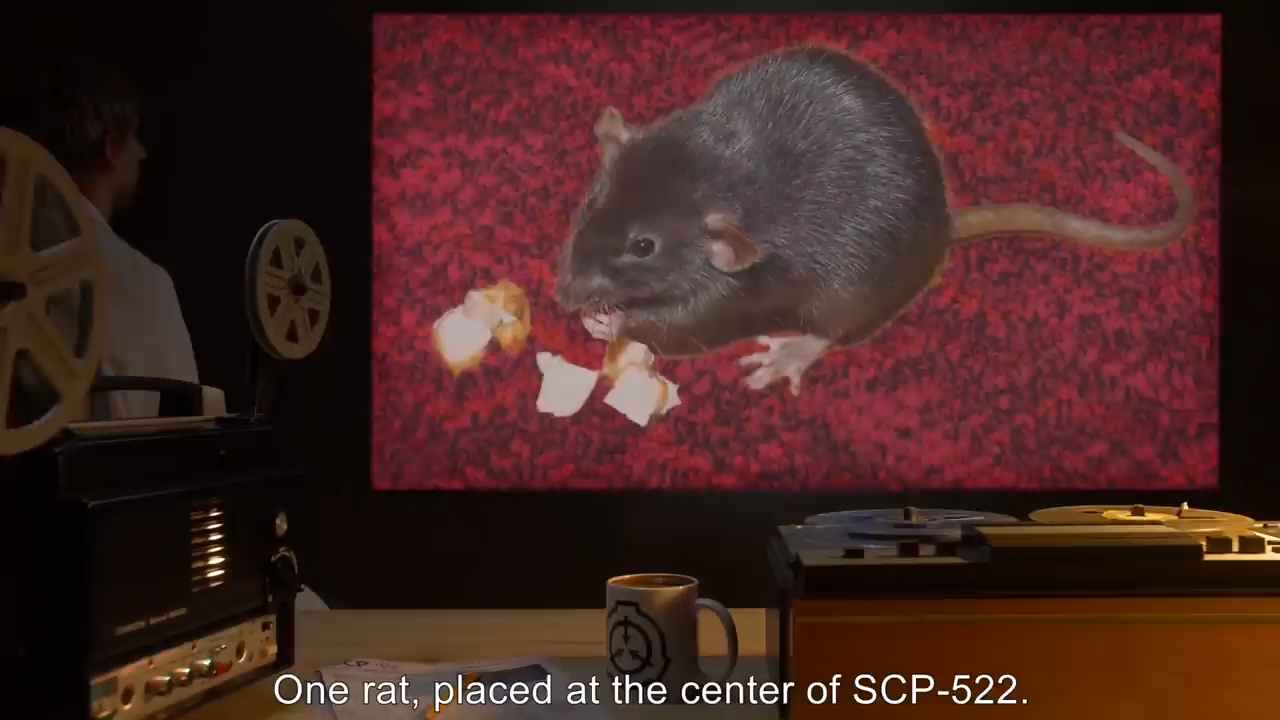 One rat, placed at the center of SCP-522.